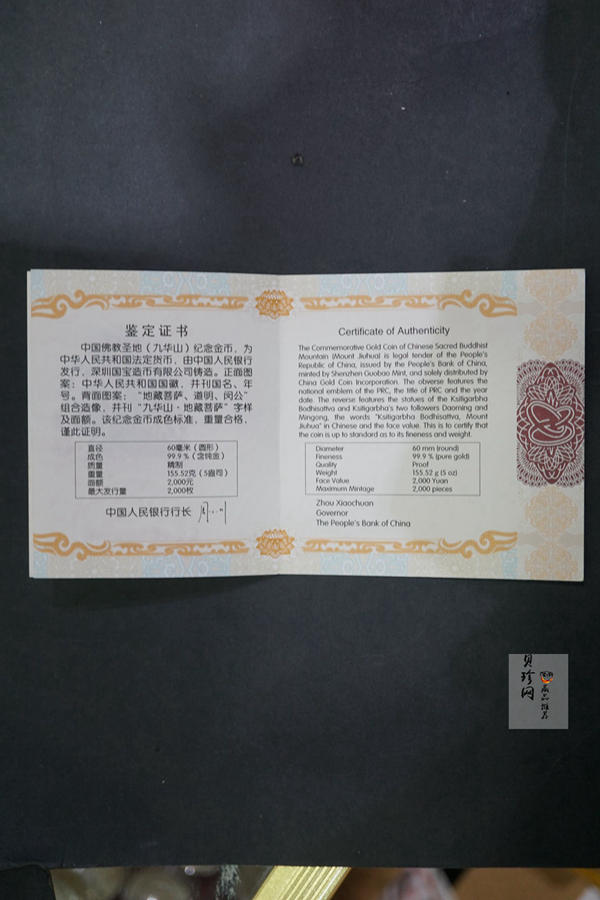 鉴定证书
中国佛教圣地（九华山）纪念金币，为
中华人民共和国法定货币，由中国人民银行
发行，深圳国宝造币有限公司铸造。正面图
案：中华人民共和国国徽，并刊国名、年
号。背面图案：“地藏菩萨、道明、闵公”
组合造像，并刊“九华山·地藏菩萨”字样
及面额。该纪念金币成色标准，重量合格，
谨此证明。
直径 60毫米（圆形）
成色 99.9%（含纯金）
质量 精制
重量 155.52克（5盎司）
面额 2,000元
最大发行量 2,000枚
中国人民银行行长
Certificate of Authenticity
The Commemorative Gold Coin of Chinese Sacred Buddhist
Mountain (Mount Jiuhua) is legal tender of the People's
Republic of China, issued by the People's Bank of China,
minted by Shenzhen Guobao Mint, and solely distributed by
China Gold Coin Incorporation. The obverse features the
national emblem of the PRC, the title of PRC and the year
date. The reverse features the statues of the Ksitigarbha
Bodhisattva and Ksitigarbha's two followers Daoming and
Mingong, the words "Ksitigarbha Bodhisattva, Mount
Jiuhua" in Chinese and the face value. This is to certify that
the coin is up to standard as to its fineness and weight.
Diameter 60 mm (round)
Fineness 99.9 % (pure gold)
Quality Proof
Weight 155.52 g (5 oz)
Face Value 2,000 Yuan
Maximum Mintage 2,000 pieces
Zhou Xiaochuan
Governor
The People's Bank of China
贝珍网
藏品推荐